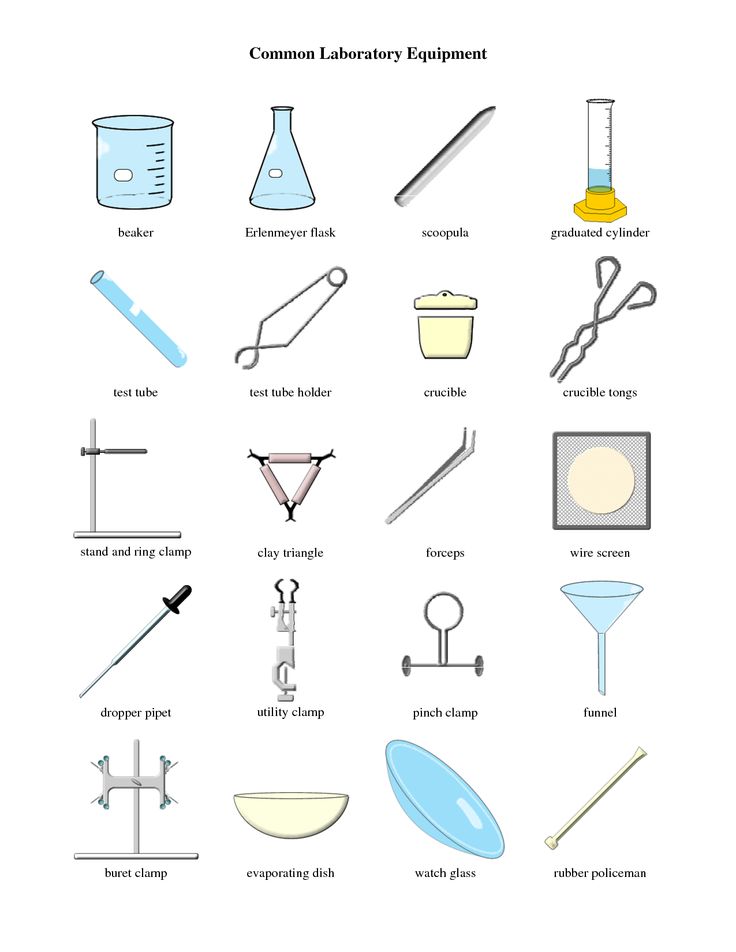 Common Laboratory Equipment
beaker
Erlenmeyer flask
scoopula
graduated cylinder
test tube
test tube holder
crucible
crucible tongs
stand and ring clamp
clay triangle
forceps
wire screen
dropper pipet
utility clamp
pinch clamp
funnel
buret clamp
evaporating dish
watch glass
rubber policeman